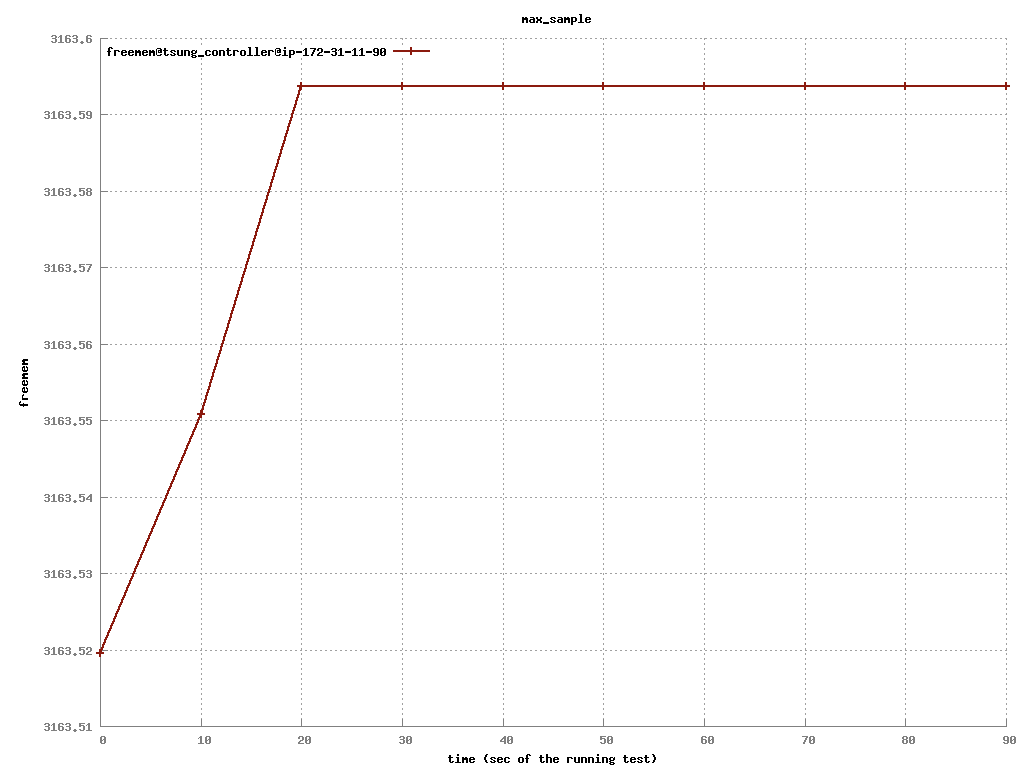 max_sample
3163.6
freemem@tsung_controller@ip-172-31-11-90
3163.59
3163.58
3163.57
3163.56
freemem
3163.55
3163.54
3163.53
3163.52
3163.51
0 10 20 30 40 50 60 70 80 90
time (sec of the running test)